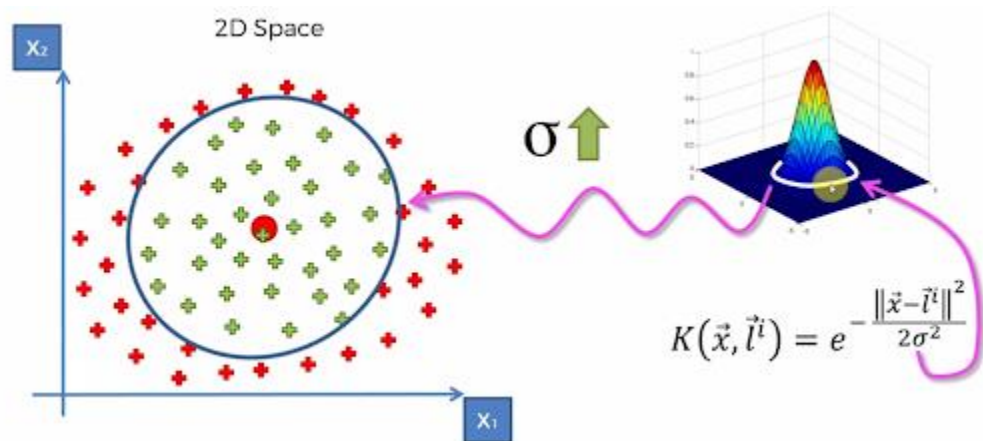 2D Space
X₂
X₁
σ
K(x⃗, l⃗ⁱ) = e^(-‖x⃗-l⃗ⁱ‖²/2σ²)